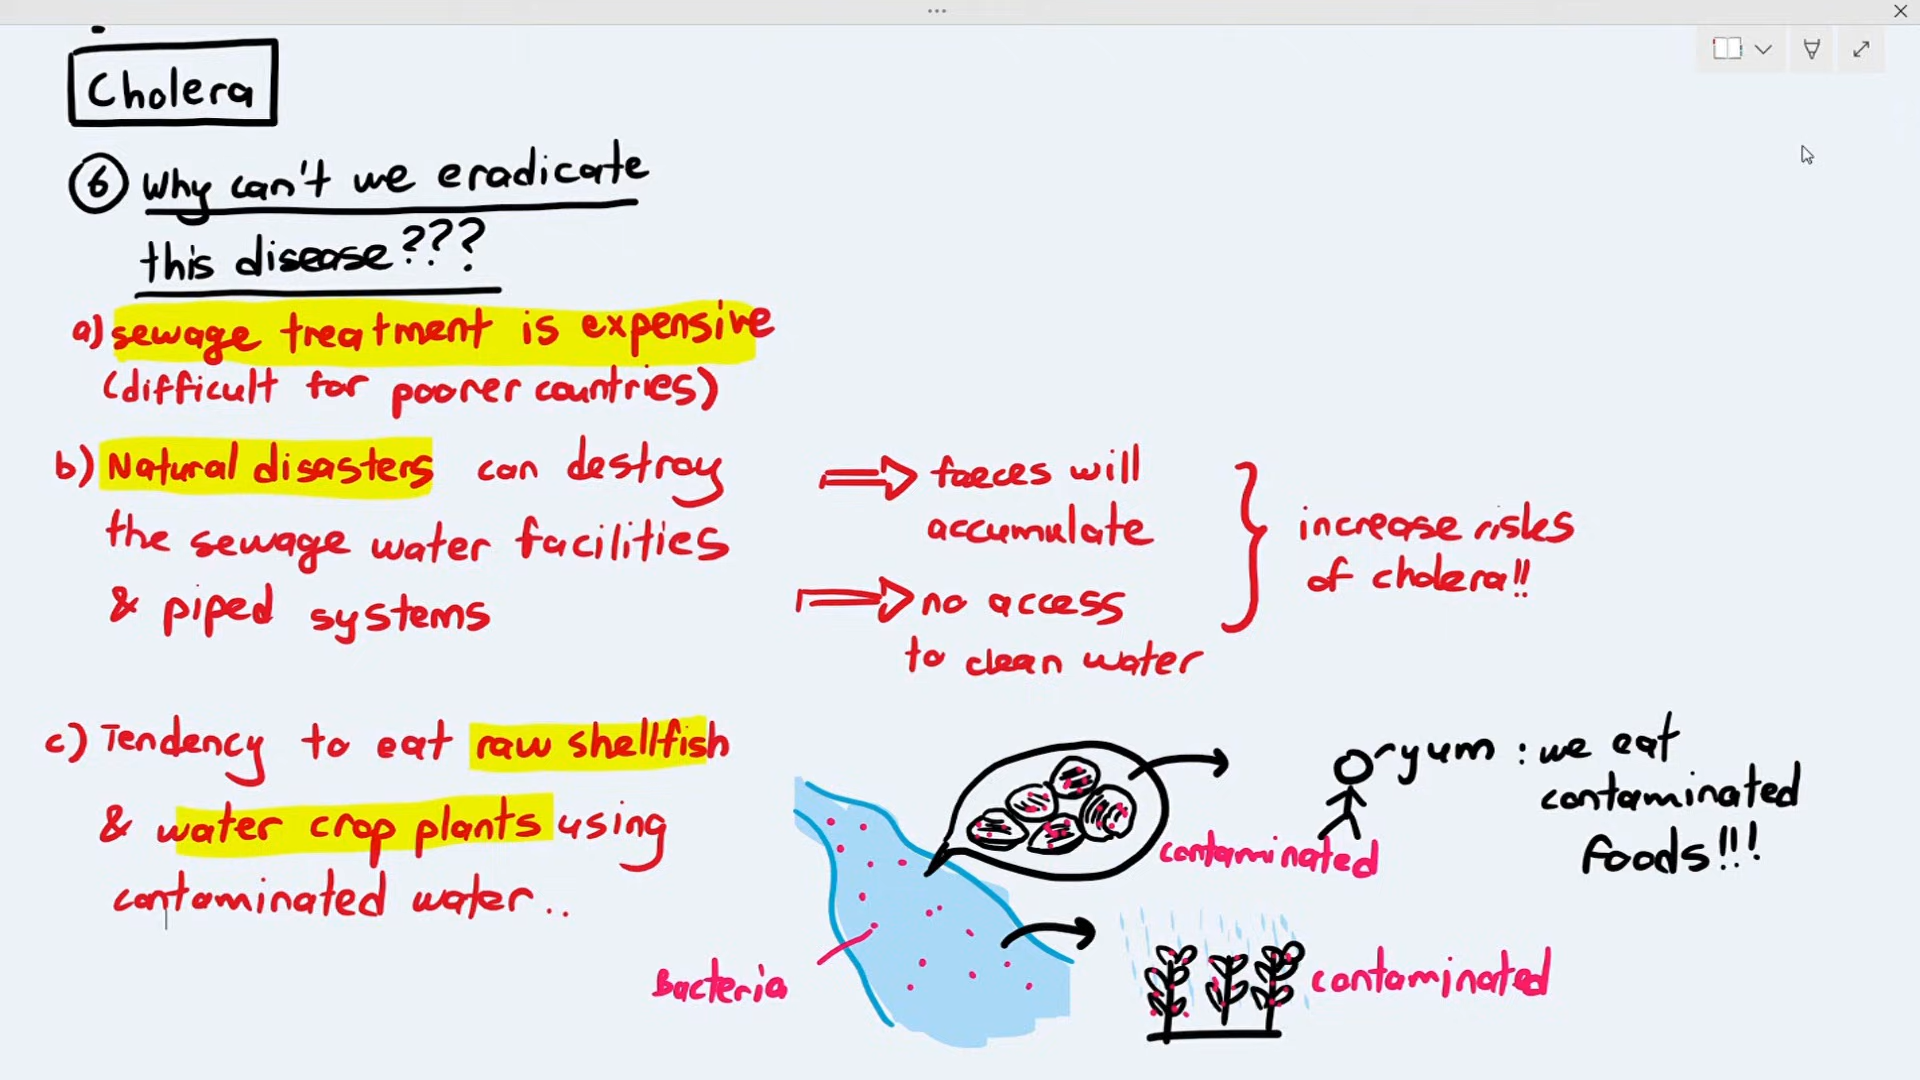 Cholera
6 Why can't we eradicate
this disease???
a) sewage treatment is expensive
(difficult for poorer countries)
b) Natural disasters can destroy
the sewage water facilities
& piped systems
faeces will
accumulate
no access
to clean water
increase risks
of cholera!!
c) Tendency to eat raw shellfish
& water crop plants using
contaminated water..
Bacteria
contaminated
yum : we eat
contaminated
foods!!!
contaminated